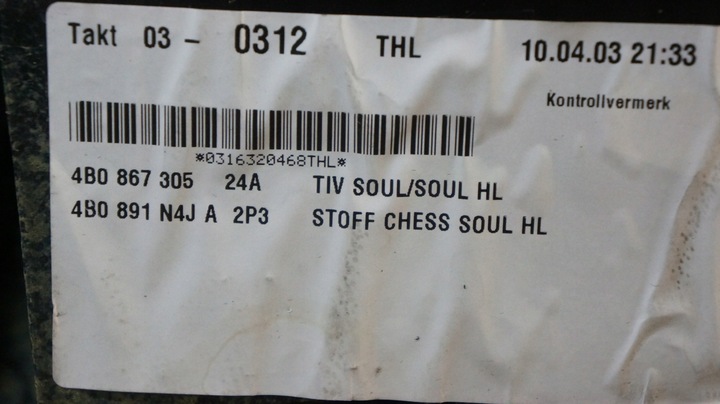 Takt 03 - 0312 THL 10.04.03 21:33
Kontrollvermerk
*0316320468THL*
4B0 867 305 24A TIV SOUL/SOUL HL
4B0 891 N4J A 2P3 STOFF CHESS SOUL HL